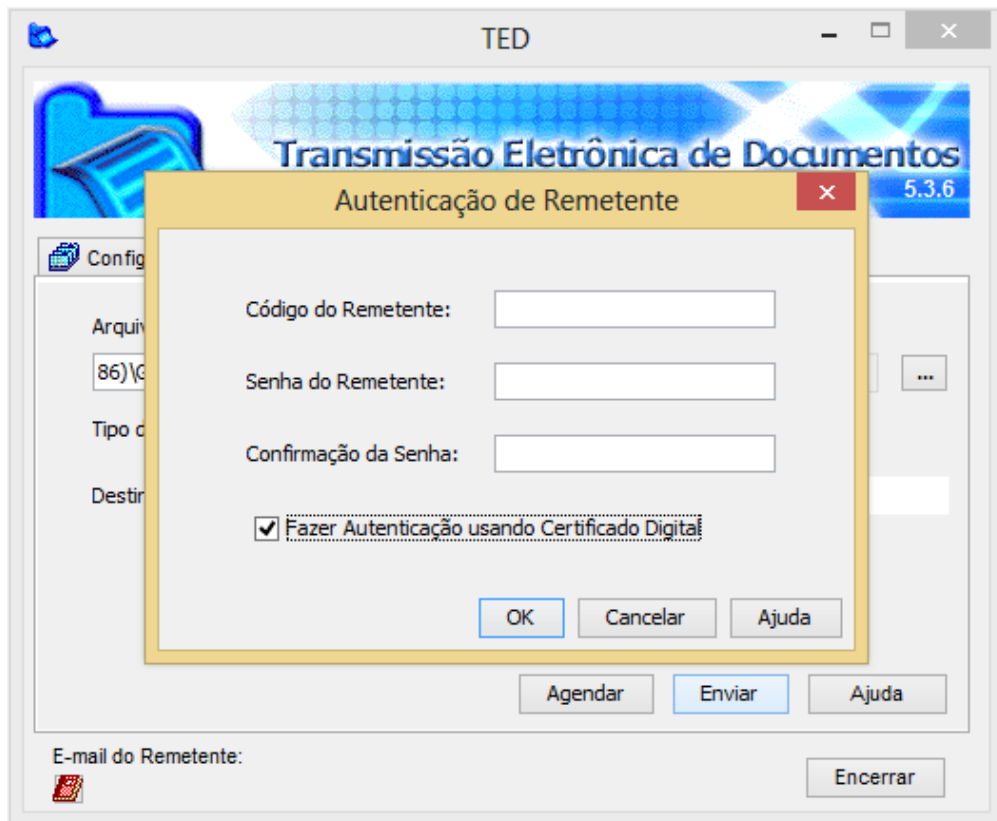 TED
Transmissão Eletrônica de Documentos
5.3.6
Autenticação de Remetente
Config
Código do Remetente:
Arquiv
86)\G
...
Senha do Remetente:
Tipo d
Confirmação da Senha:
Destin
Fazer Autenticação usando Certificado Digital
OK Cancelar Ajuda
Agendar Enviar Ajuda
E-mail do Remetente:
Encerrar